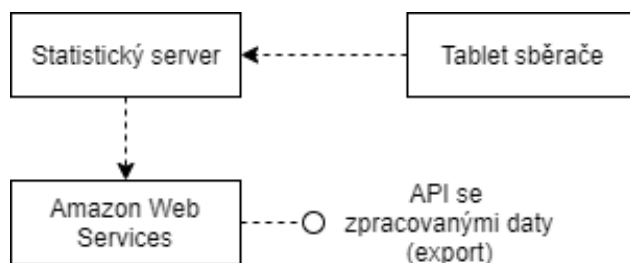 Statistický server
Tablet sběrače
Amazon Web
Services
API se
zpracovanými daty
(export)